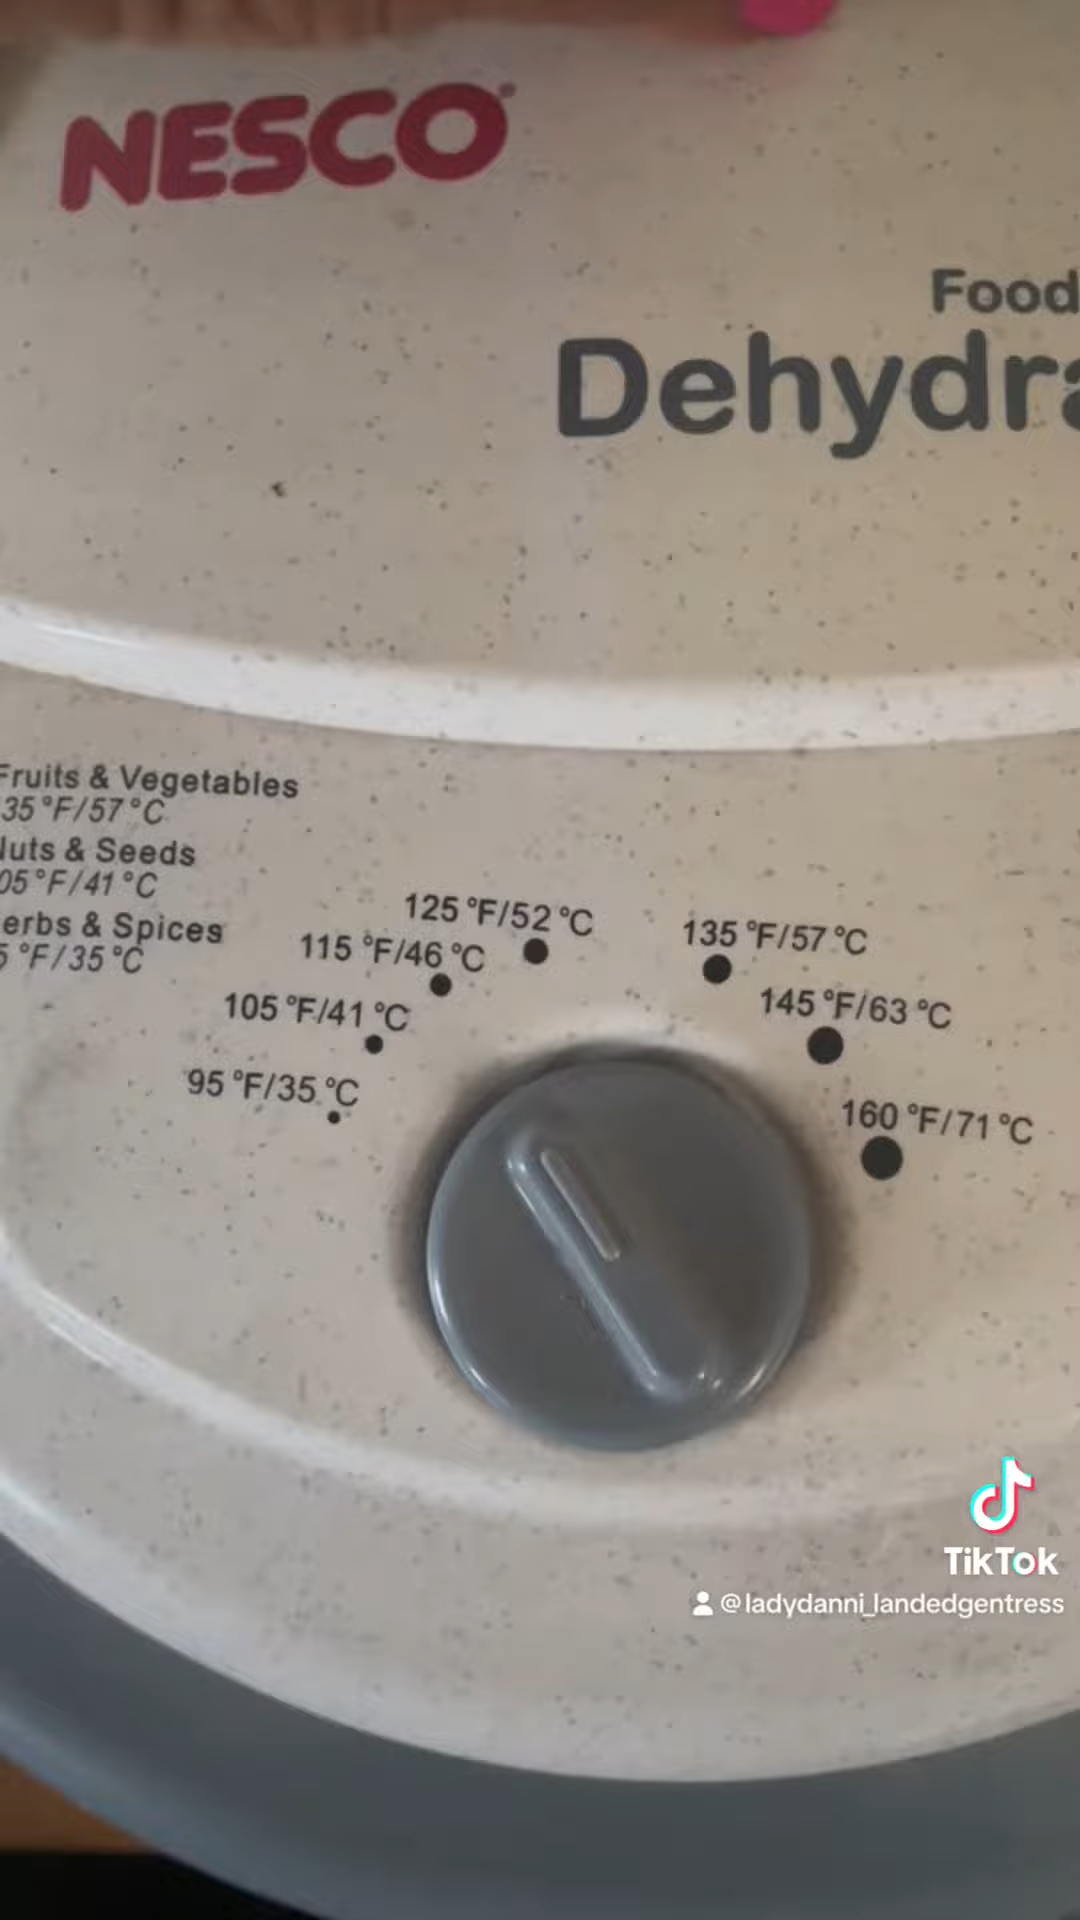 NESCO
Food
Dehydra
Fruits & Vegetables
35°F/57°C
Nuts & Seeds
05°F/41°C
erbs & Spices
5°F/35°C
125°F/52°C
135°F/57°C
115°F/46°C
145°F/63°C
105°F/41°C
95°F/35°C
160°F/71°C
TikTok
@ladydanni_landedgentress